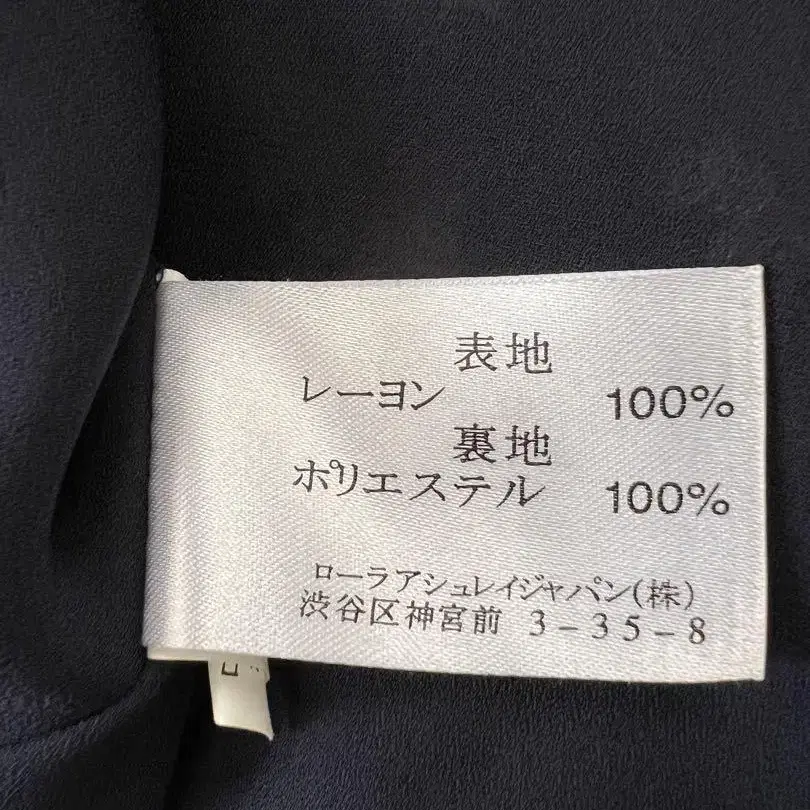 表地
レーヨン 100%
裏地
ポリエステル 100%
ローラアシュレイジャパン(株)
渋谷区神宮前 3-35-8